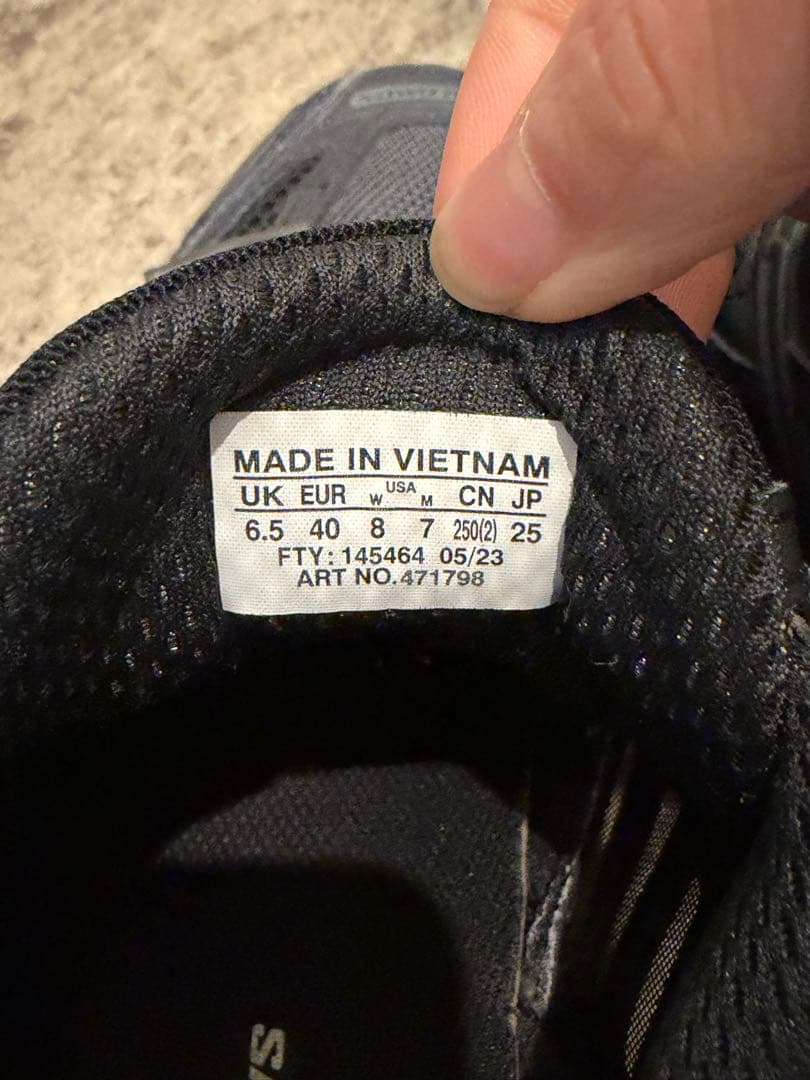 MADE IN VIETNAM
UK EUR W USA M CN JP
6.5 40 8 7 250(2) 25
FTY: 145464 05/23
ART NO. 471798